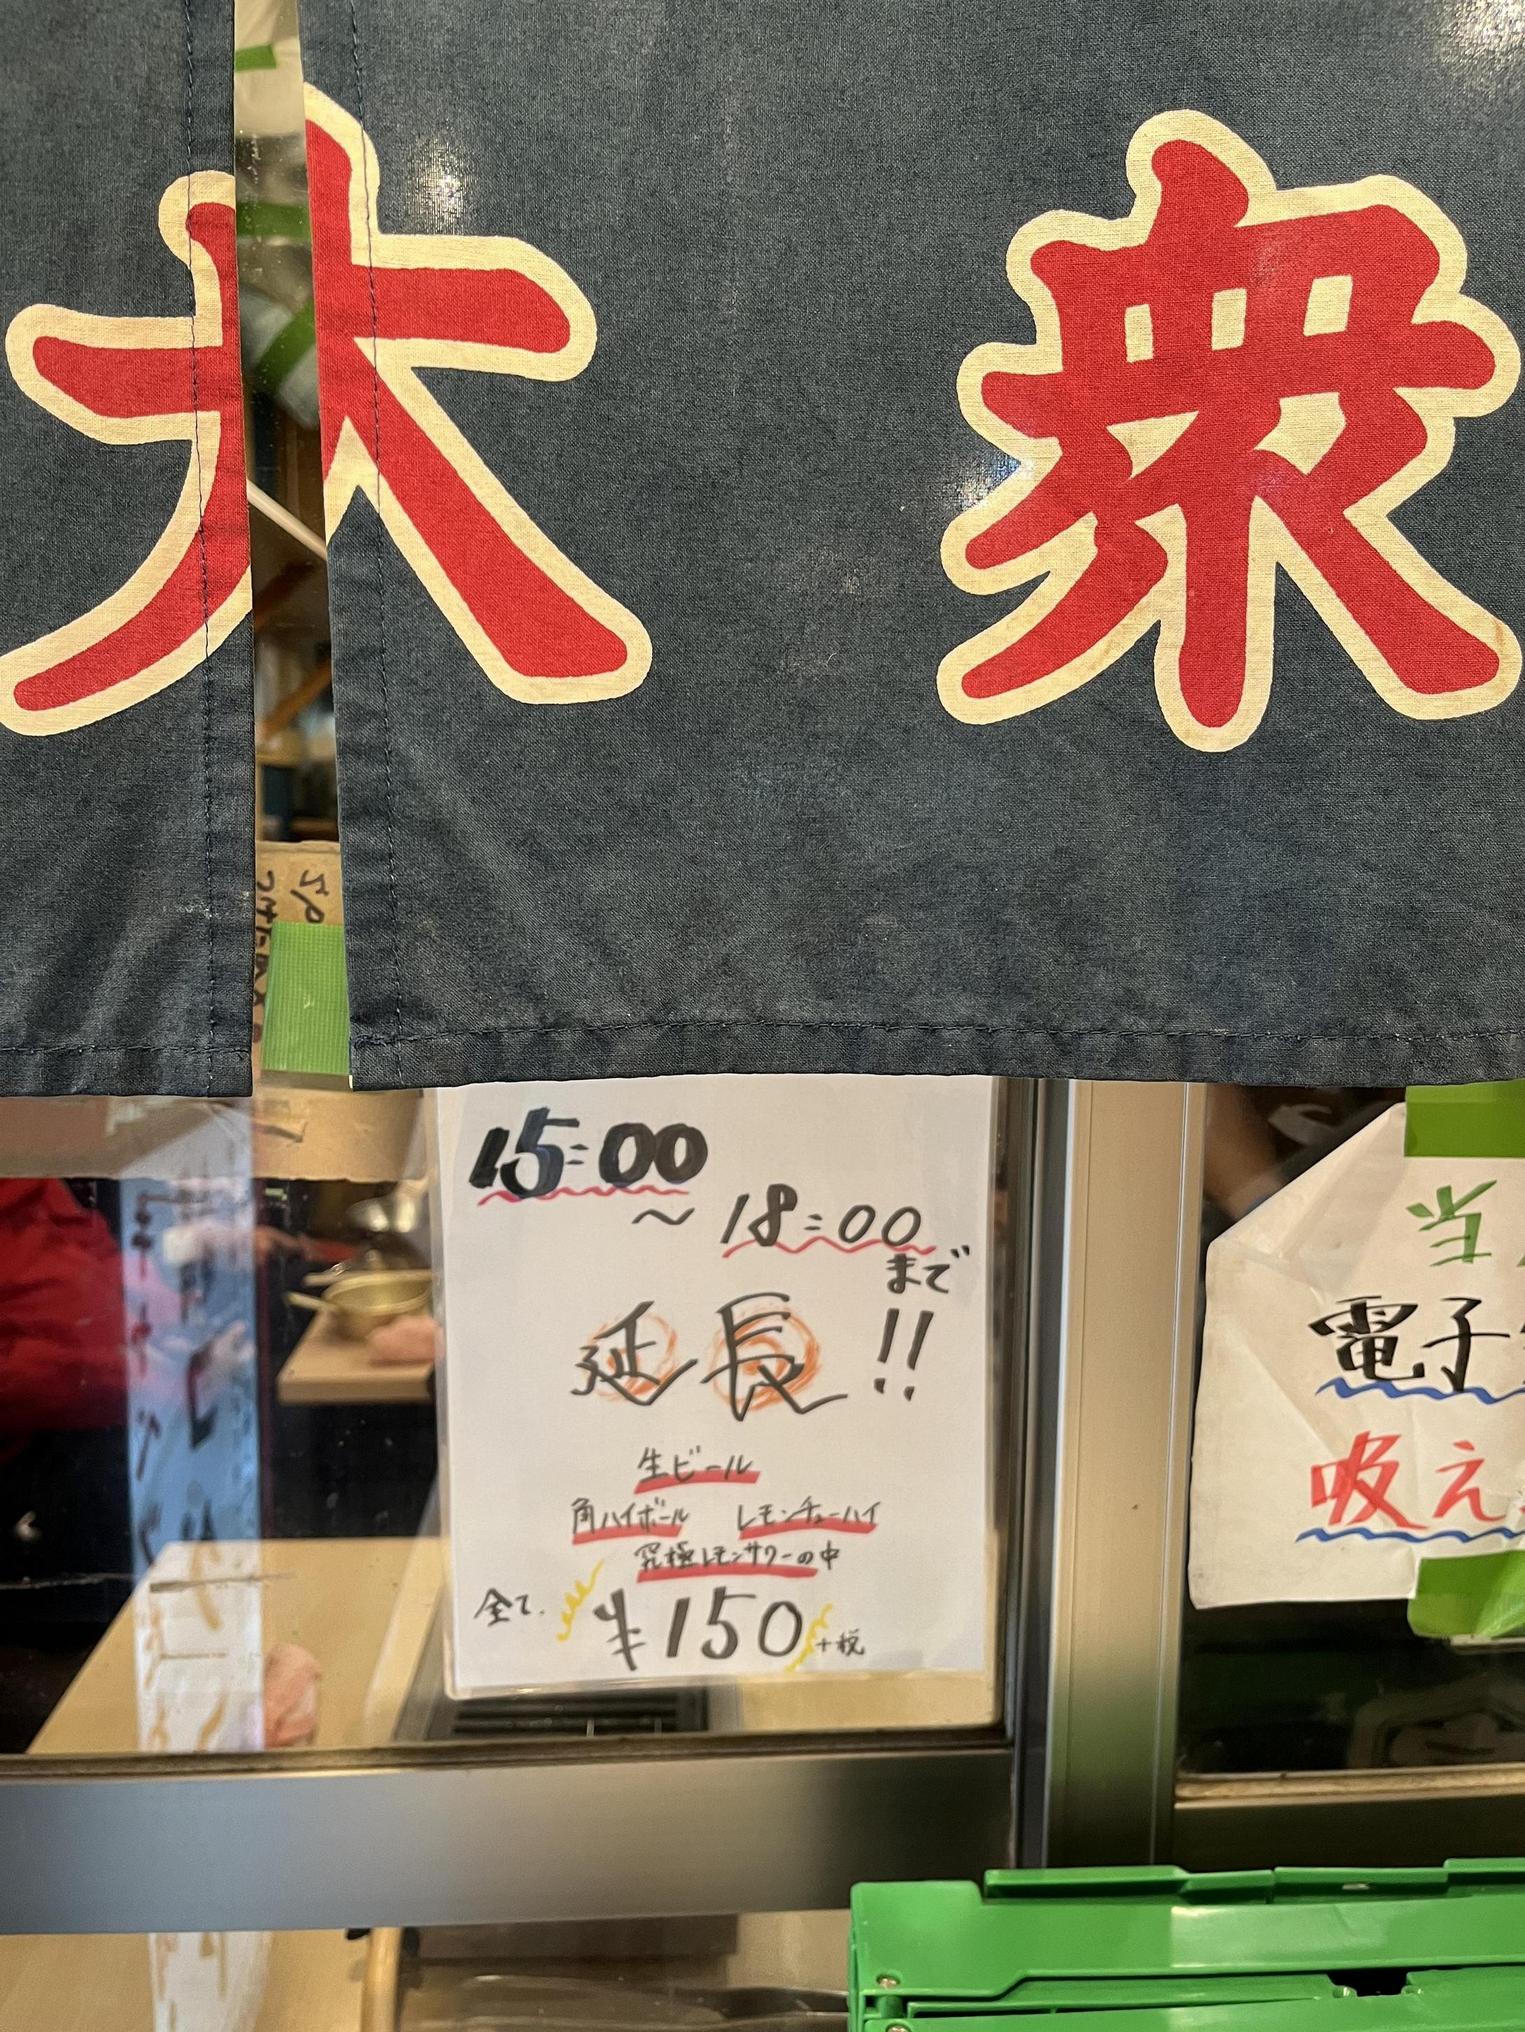 大衆
15:00
〜18:00
まで
延長!!
生ビール
角ハイボール レモンチューハイ
究極レモンサワーの中
全て. ¥150+税
当
電子
吸え